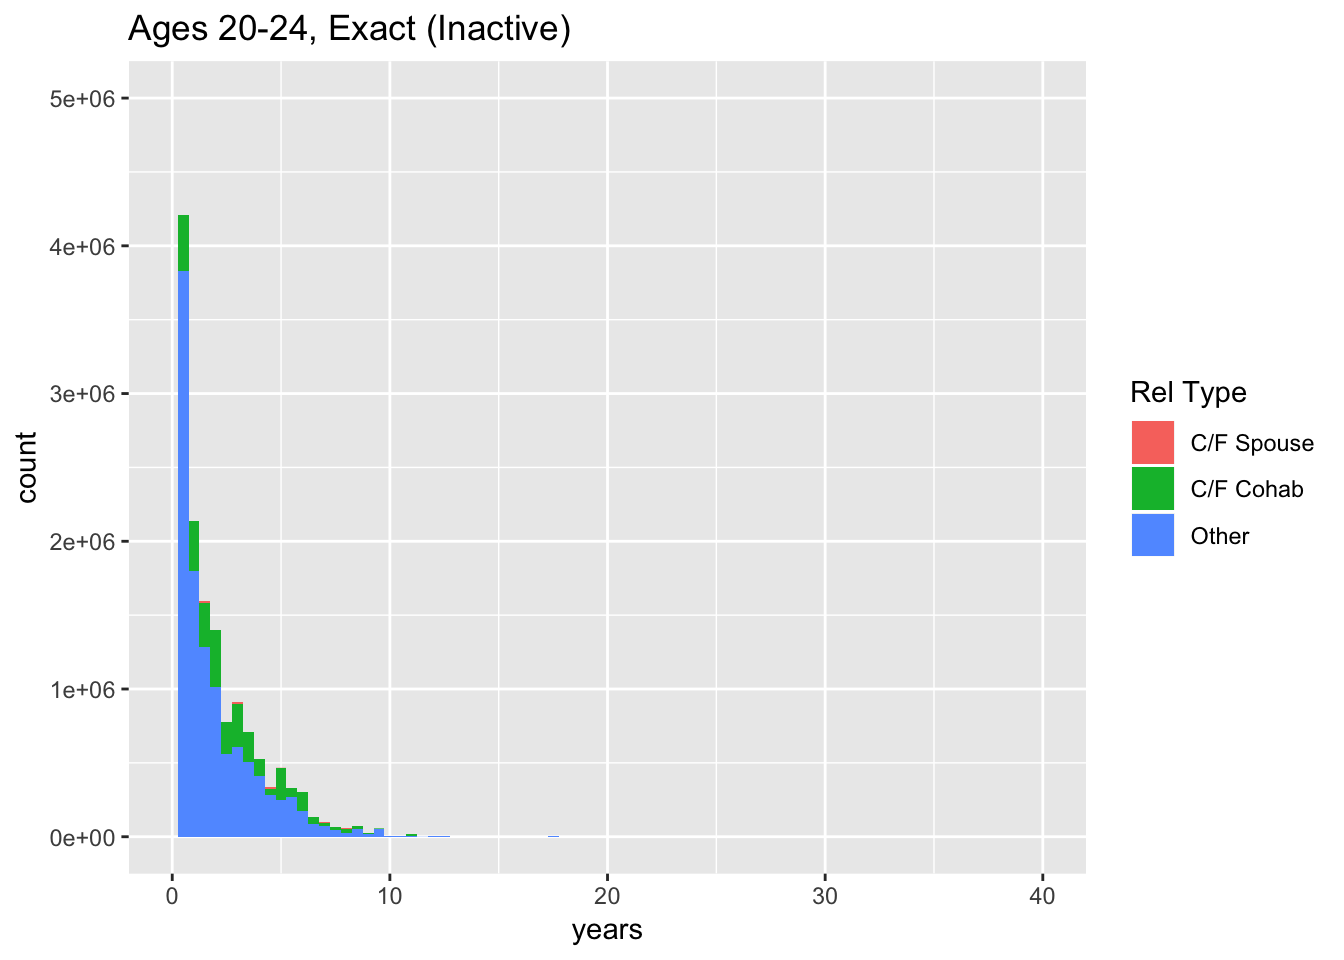 Ages 20-24, Exact (Inactive)
5e+06
4e+06
3e+06
2e+06
1e+06
0e+00
count
0 10 20 30 40
years
Rel Type
C/F Spouse
C/F Cohab
Other